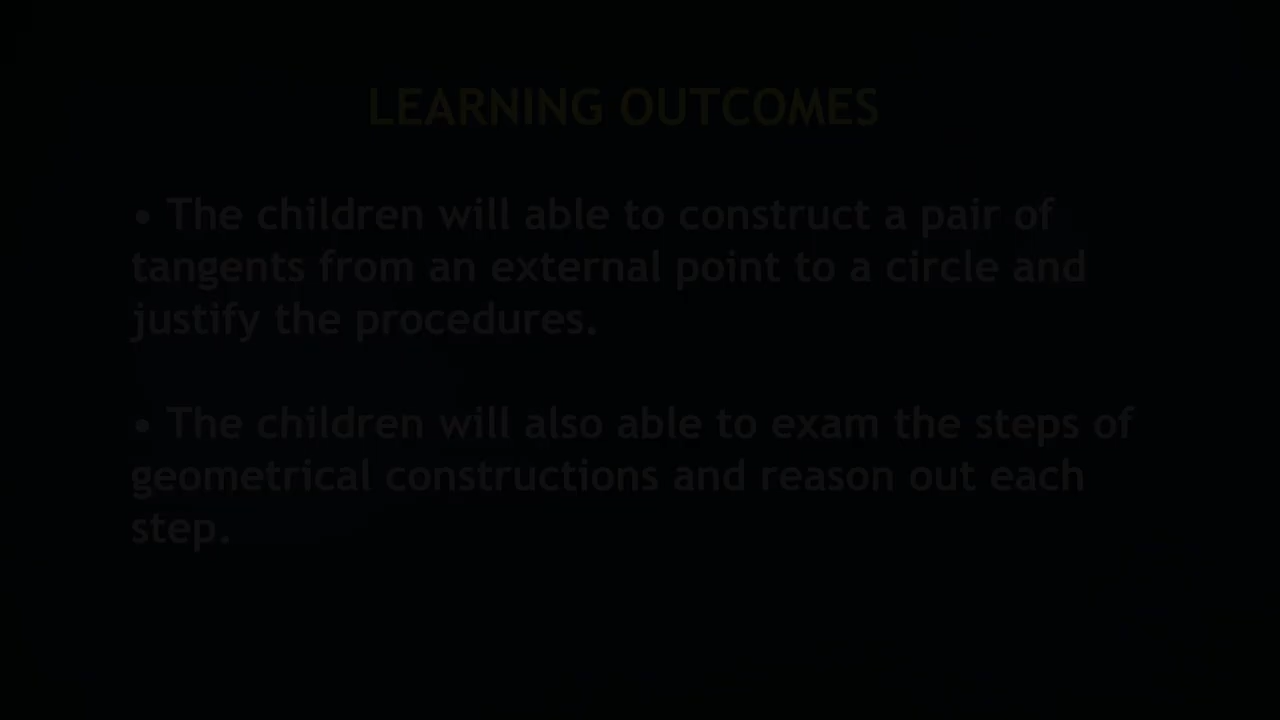 LEARNING OUTCOMES
• The children will able to construct a pair of
tangents from an external point to a circle and
justify the procedures.
• The children will also able to exam the steps of
geometrical constructions and reason out each
step.